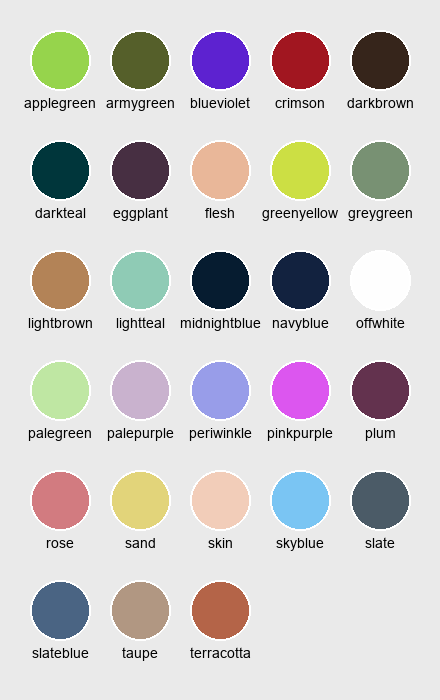 applegreen armygreen blueviolet crimson darkbrown
darkteal eggplant flesh greenyellow greygreen
lightbrown lightteal midnightblue navyblue offwhite
palegreen palepurple periwinkle pinkpurple plum
rose sand skin skyblue slate
slateblue taupe terracotta